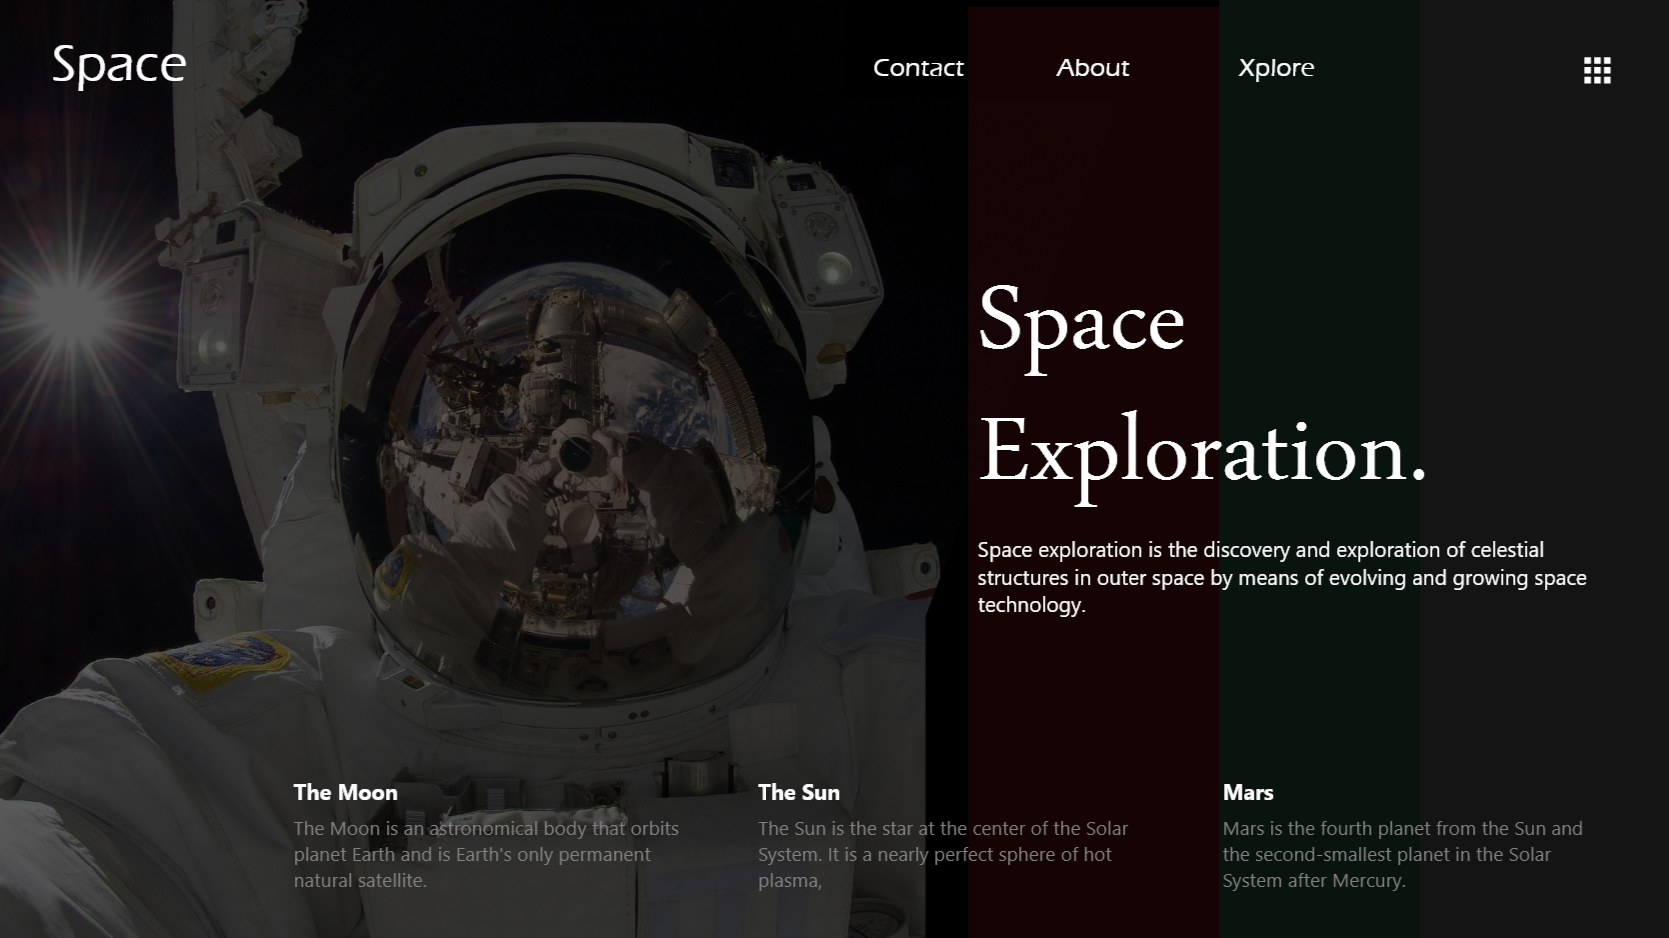 Space
Contact
About
Xplore
Space
Exploration.
Space exploration is the discovery and exploration of celestial
structures in outer space by means of evolving and growing space
technology.
The Moon
The Moon is an astronomical body that orbits
planet Earth and is Earth's only permanent
natural satellite.
The Sun
The Sun is the star at the center of the Solar
System. It is a nearly perfect sphere of hot
plasma,
Mars
Mars is the fourth planet from the Sun and
the second-smallest planet in the Solar
System after Mercury.